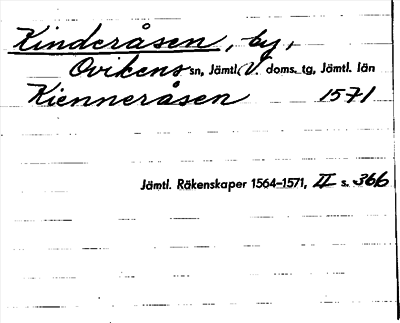 Kinderåsen, by,
Ovikens sn, Jämtl. V. doms. tg, Jämtl. län
Kienneråsen 1571
Jämtl. Räkenskaper 1564–1571, II s. 366